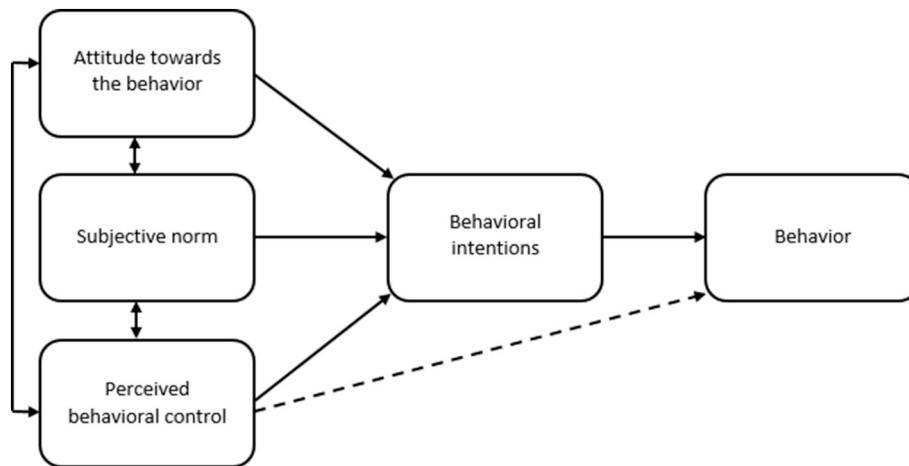 Attitude towards
the behavior
Subjective norm
Perceived
behavioral control
Behavioral
intentions
Behavior